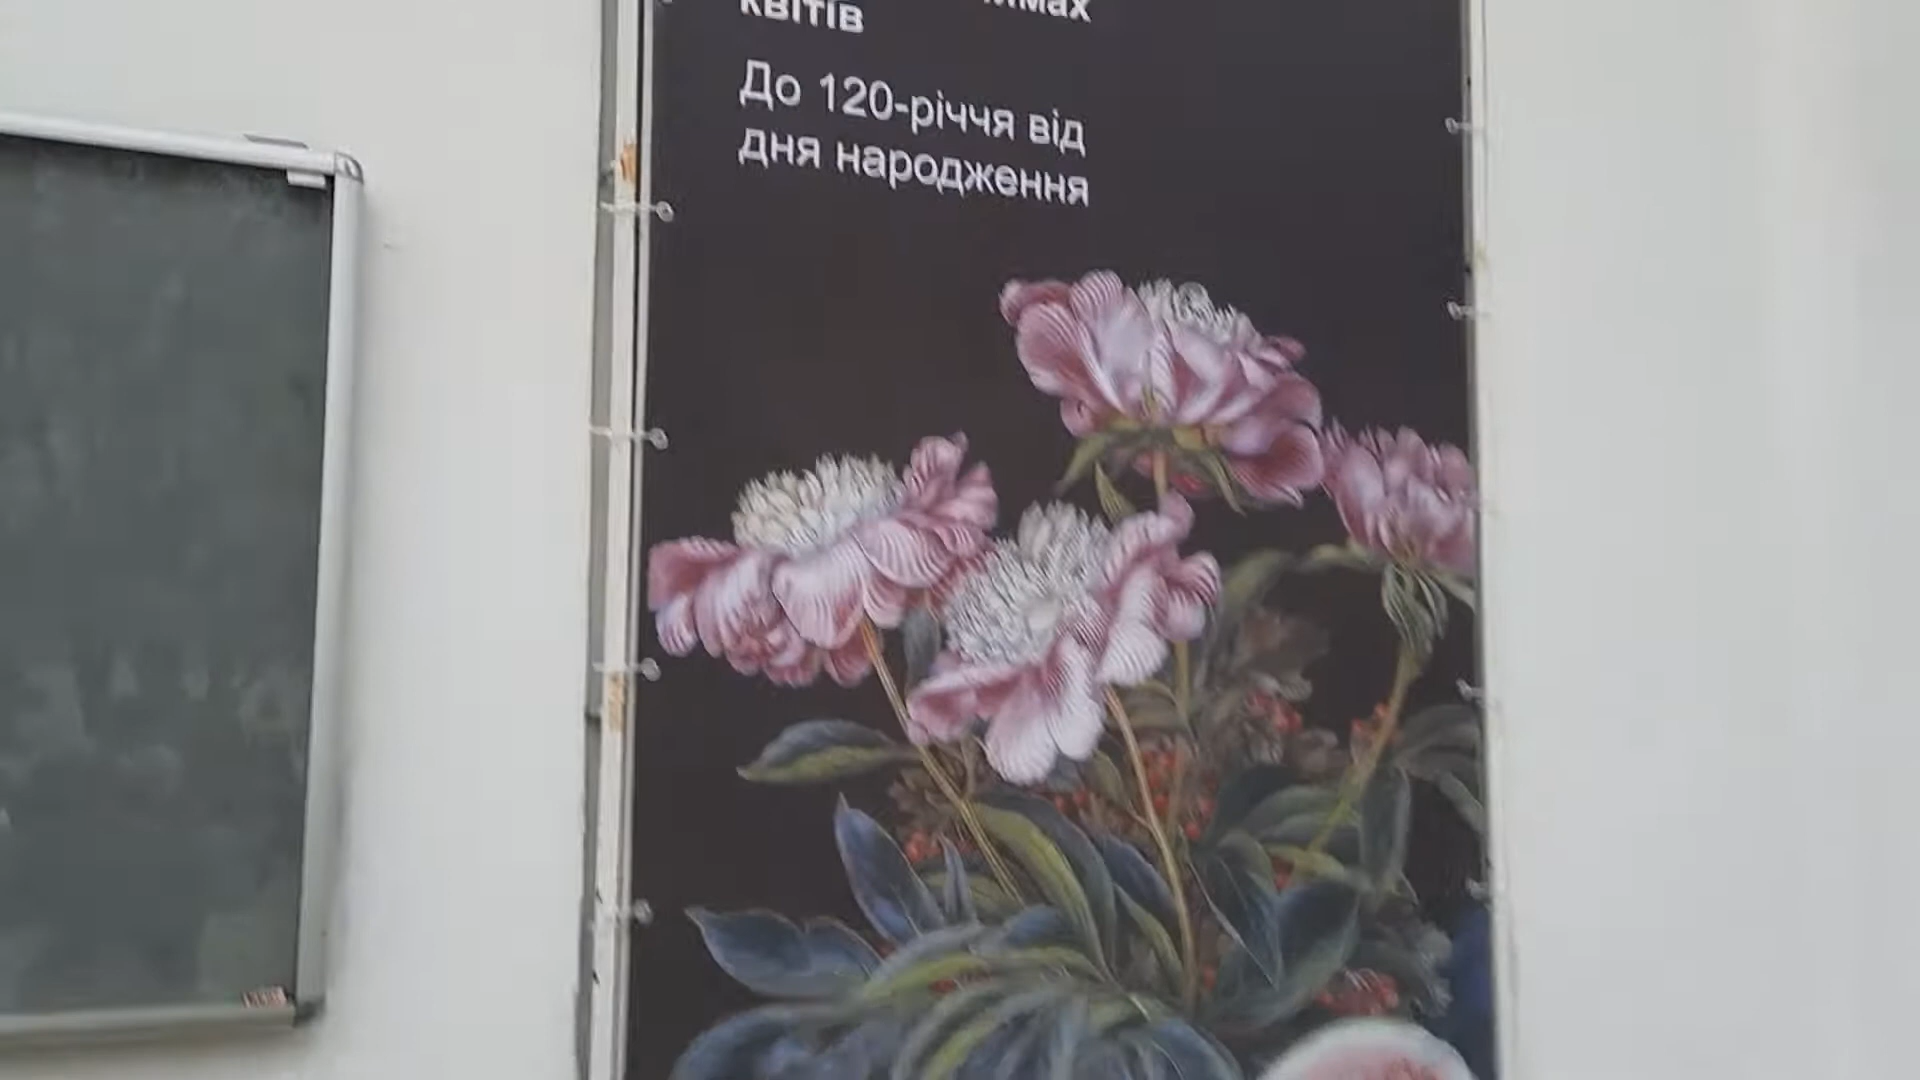 квітів
До 120-річчя від
дня народження